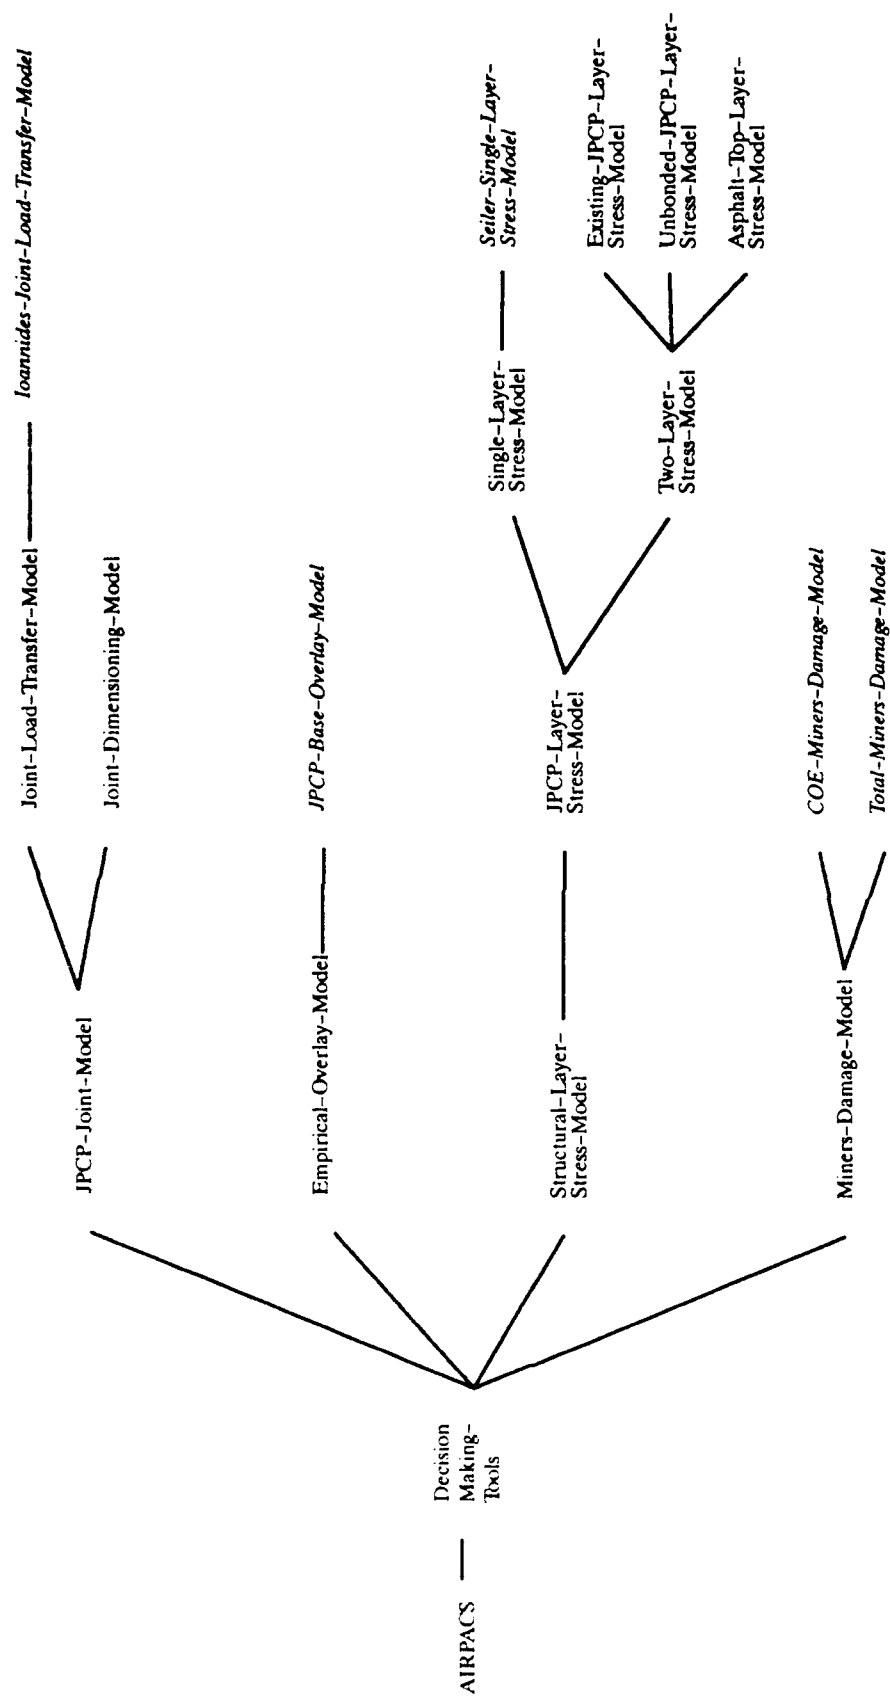 AIRPACS
Decision
Making-
Tools
JPCP-Joint-Model
Joint-Load-Transfer-Model
Ioannides-Joint-Load-Transfer-Model
Joint-Dimensioning-Model
Empirical-Overlay-Model
JPCP-Base-Overlay-Model
Structural-Layer-
Stress-Model
JPCP-Layer-
Stress-Model
Single-Layer-
Stress-Model
Seiler-Single-Layer-
Stress-Model
Two-Layer-
Stress-Model
Existing-JPCP-Layer-
Stress-Model
Unbonded-JPCP-Layer-
Stress-Model
Asphalt-Top-Layer-
Stress-Model
Miners-Damage-Model
COE-Miners-Damage-Model
Total-Miners-Damage-Model